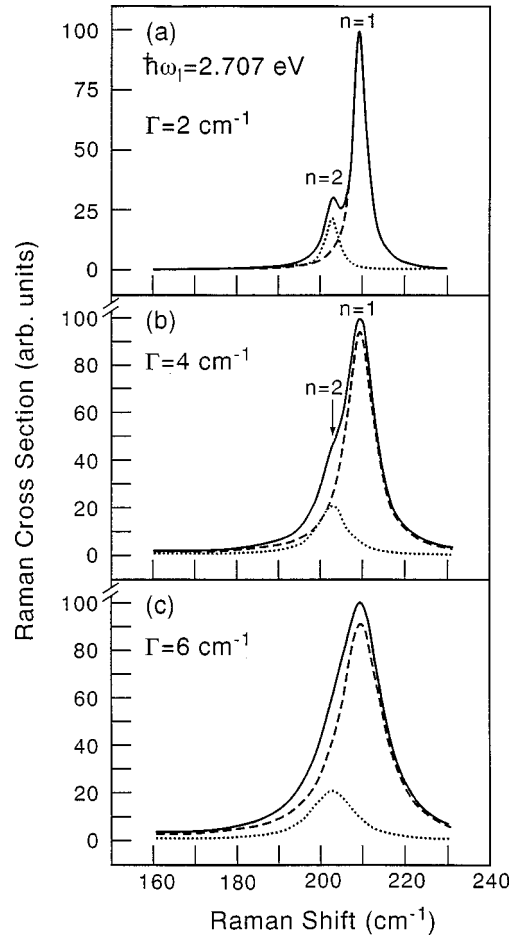 Raman Cross Section (arb. units)
(a)
n=1
ħω_l=2.707 eV
Γ=2 cm⁻¹
n=2
100
75
50
25
0
(b)
n=1
Γ=4 cm⁻¹
n=2
100
80
60
40
20
0
(c)
Γ=6 cm⁻¹
100
80
60
40
20
0
160 180 200 220 240
Raman Shift (cm⁻¹)